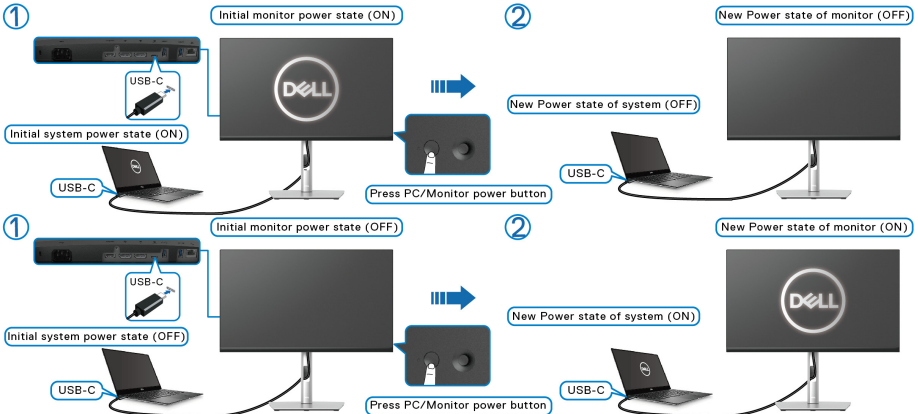 1
Initial monitor power state (ON)
2
New Power state of monitor (OFF)
USB-C
DELL
New Power state of system (OFF)
Initial system power state (ON)
DELL
USB-C
USB-C
Press PC/Monitor power button
1
Initial monitor power state (OFF)
2
New Power state of monitor (ON)
USB-C
DELL
New Power state of system (ON)
Initial system power state (OFF)
DELL
USB-C
USB-C
Press PC/Monitor power button